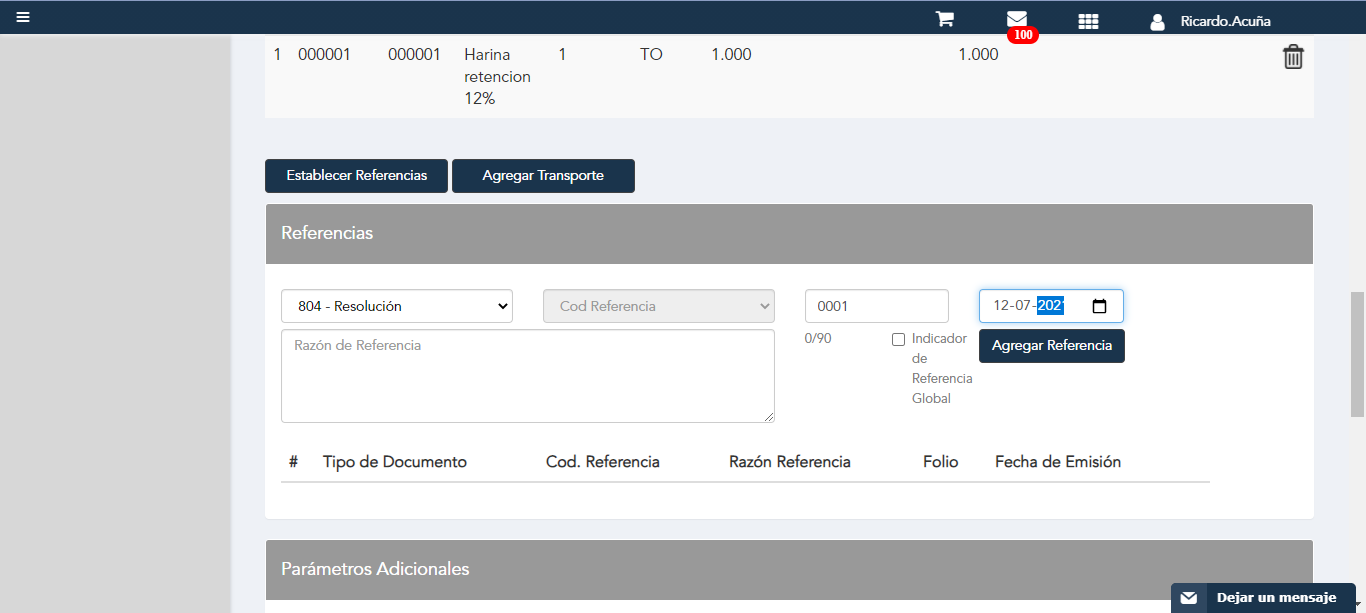 Ricardo.Acuña
100
1 000001 000001 Harina 1 TO 1.000 1.000
retencion
12%
Establecer Referencias Agregar Transporte
Referencias
804 - Resolución Cod Referencia 0001 12-07-2021
Razón de Referencia
0/90 Indicador
de
Referencia
Global
Agregar Referencia
# Tipo de Documento Cod. Referencia Razón Referencia Folio Fecha de Emisión
Parámetros Adicionales
Dejar un mensaje